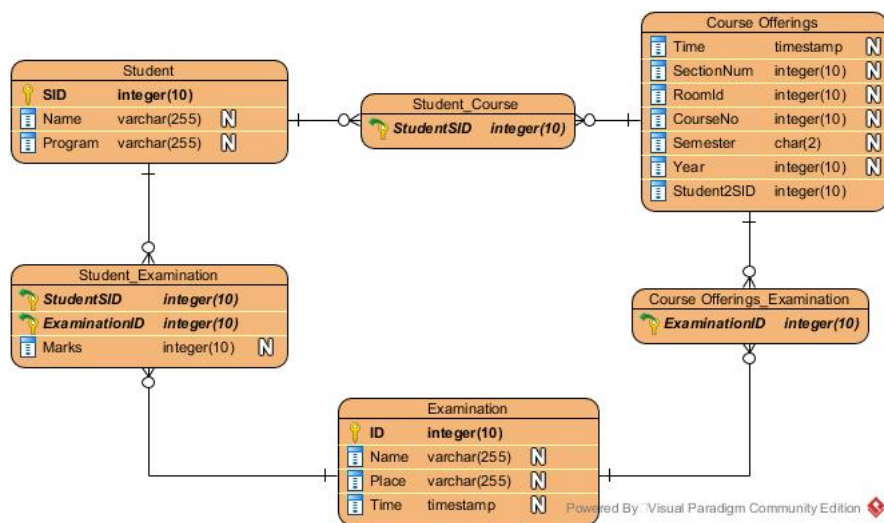 Student
SID integer(10)
Name varchar(255) N
Program varchar(255) N
Student_Course
StudentSID integer(10)
Course Offerings
Time timestamp N
SectionNum integer(10) N
RoomId integer(10) N
CourseNo integer(10) N
Semester char(2) N
Year integer(10) N
Student2SID integer(10)
Student_Examination
StudentSID integer(10)
ExaminationID integer(10)
Marks integer(10) N
Course Offerings_Examination
ExaminationID integer(10)
Examination
ID integer(10)
Name varchar(255) N
Place varchar(255) N
Time timestamp N
Powered By Visual Paradigm Community Edition